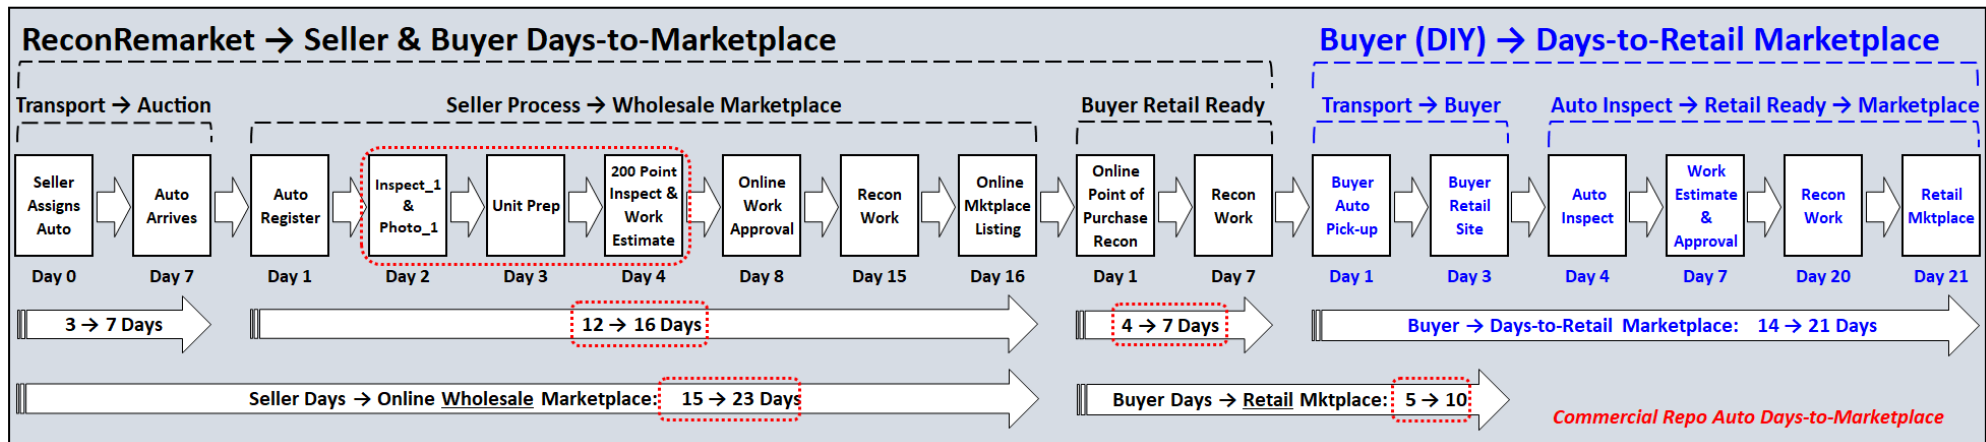 ReconRemarket → Seller & Buyer Days-to-Marketplace
Buyer (DIY) → Days-to-Retail Marketplace
Transport → Auction
Seller Process → Wholesale Marketplace
Buyer Retail Ready
Transport → Buyer
Auto Inspect → Retail Ready → Marketplace
Seller
Assigns
Auto
Auto
Arrives
Auto
Register
Inspect_1
&
Photo_1
Unit Prep
200 Point
Inspect &
Work
Estimate
Online
Work
Approval
Recon
Work
Online
Mktplace
Listing
Online
Point of
Purchase
Recon
Recon
Work
Buyer
Auto
Pick-up
Buyer
Retail
Site
Auto
Inspect
Work
Estimate
&
Approval
Recon
Work
Retail
Mktplace
Day 0
Day 7
Day 1
Day 2
Day 3
Day 4
Day 8
Day 15
Day 16
Day 1
Day 7
Day 1
Day 3
Day 4
Day 7
Day 20
Day 21
3 → 7 Days
12 → 16 Days
4 → 7 Days
Buyer → Days-to-Retail Marketplace: 14 → 21 Days
Seller Days → Online Wholesale Marketplace: 15 → 23 Days
Buyer Days → Retail Mktplace: 5 → 10
Commercial Repo Auto Days-to-Marketplace